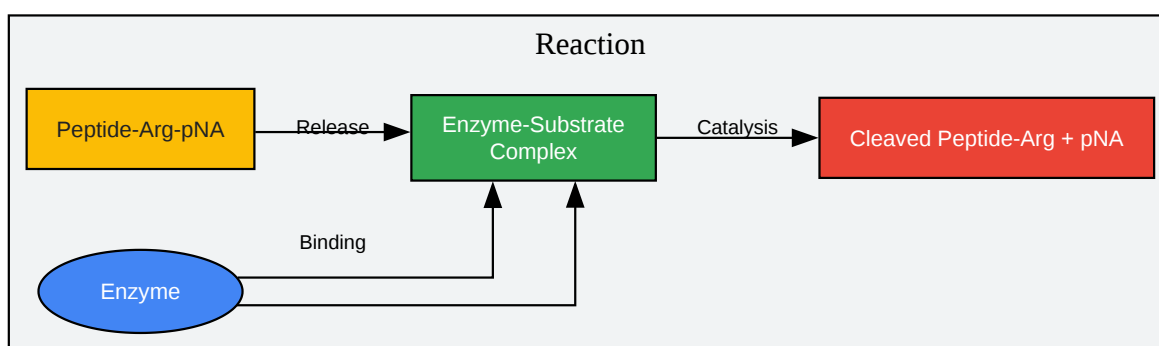 Reaction
Peptide-Arg-pNA
Release
Enzyme-Substrate
Complex
Catalysis
Cleaved Peptide-Arg + pNA
Binding
Enzyme